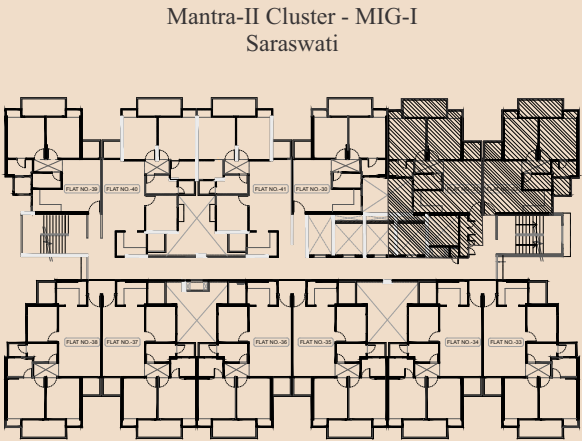 Mantra-II Cluster - MIG-I
Saraswati
FLAT NO.-39 FLAT NO.-40 FLAT NO.-41 FLAT NO.-30
FLAT NO.-38 FLAT NO.-37 FLAT NO.-36 FLAT NO.-35 FLAT NO.-34 FLAT NO.-33